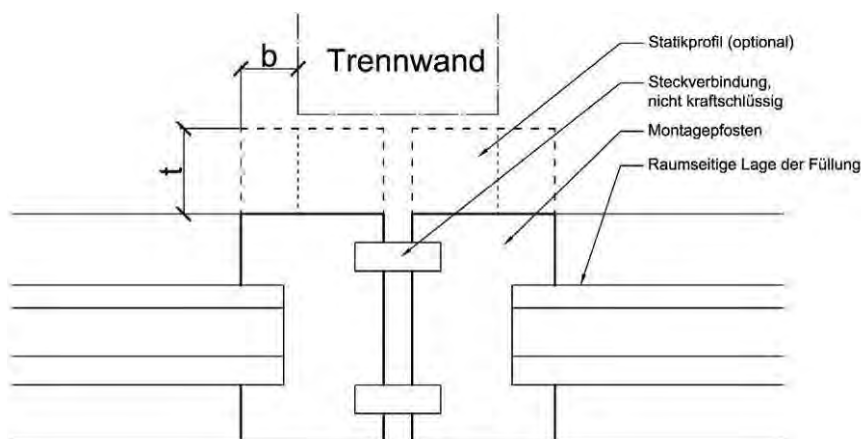 b
Trennwand
t
Statikprofil (optional)
Steckverbindung,
nicht kraftschlüssig
Montagepfosten
Raumseitige Lage der Füllung